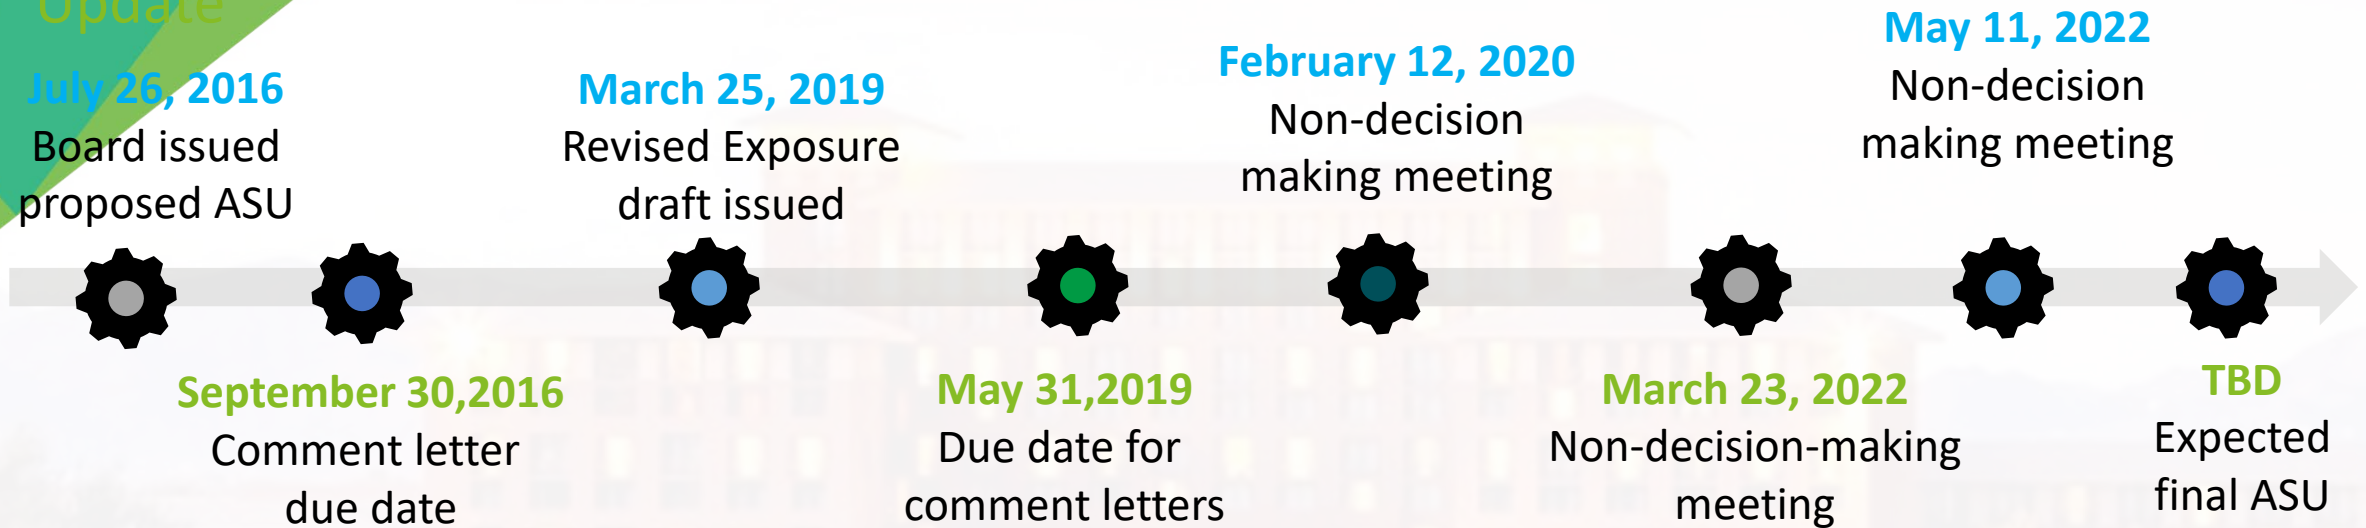 Update
July 26, 2016
Board issued
proposed ASU
September 30,2016
Comment letter
due date
March 25, 2019
Revised Exposure
draft issued
May 31,2019
Due date for
comment letters
February 12, 2020
Non-decision
making meeting
March 23, 2022
Non-decision-making
meeting
May 11, 2022
Non-decision
making meeting
TBD
Expected
final ASU